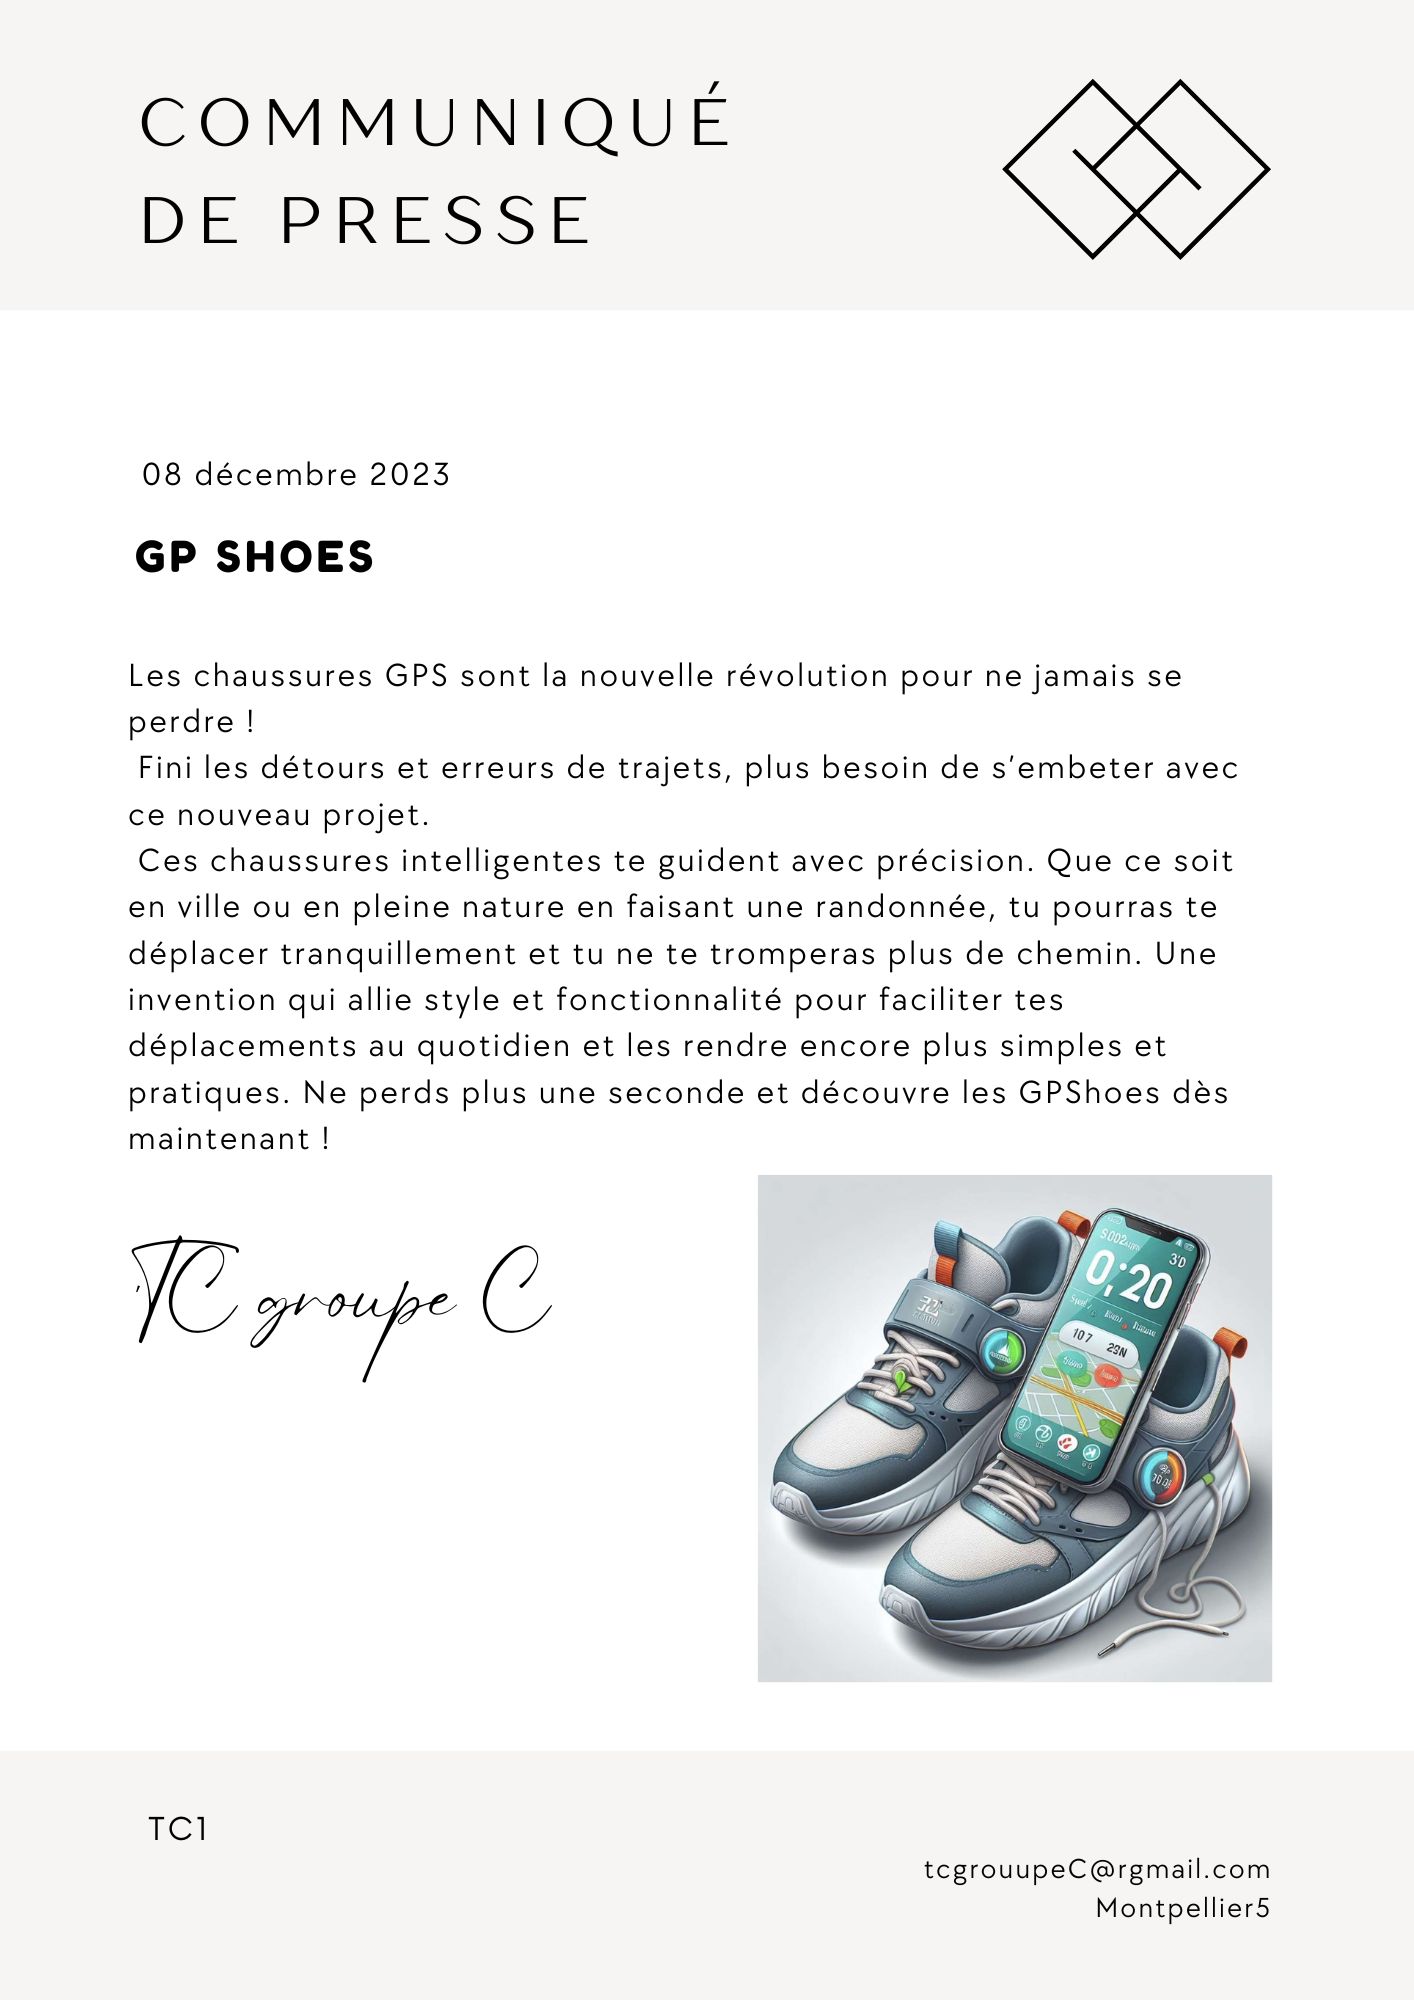 COMMUNIQUÉ
DE PRESSE
08 décembre 2023
GP SHOES
Les chaussures GPS sont la nouvelle révolution pour ne jamais se
perdre !
Fini les détours et erreurs de trajets, plus besoin de s'embeter avec
ce nouveau projet.
Ces chaussures intelligentes te guident avec précision. Que ce soit
en ville ou en pleine nature en faisant une randonnée, tu pourras te
déplacer tranquillement et tu ne te tromperas plus de chemin. Une
invention qui allie style et fonctionnalité pour faciliter tes
déplacements au quotidien et les rendre encore plus simples et
pratiques. Ne perds plus une seconde et découvre les GPShoes dès
maintenant !
'TC groupe C
3'D
0;20
107 29N
TC1
tcgrouupeC@rgmail.com
Montpellier5